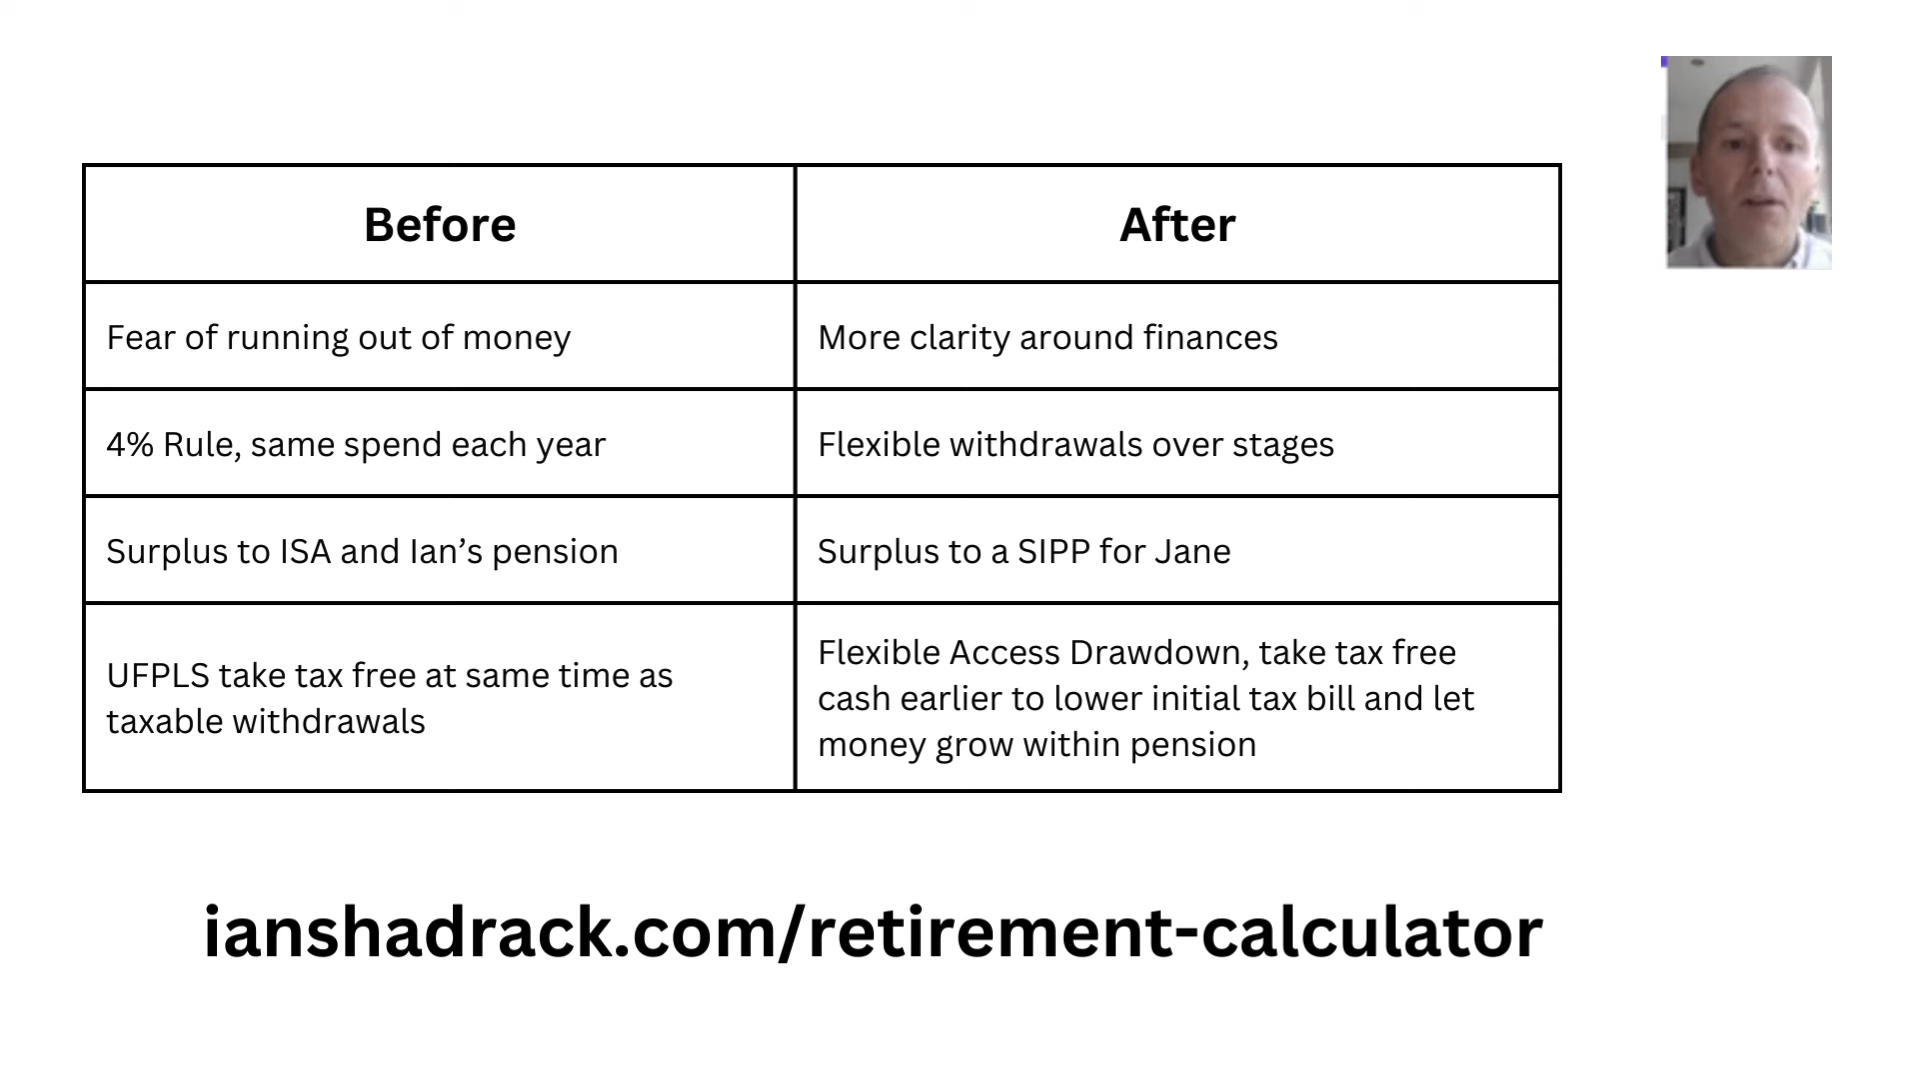 Before
After
Fear of running out of money
More clarity around finances
4% Rule, same spend each year
Flexible withdrawals over stages
Surplus to ISA and Ian’s pension
Surplus to a SIPP for Jane
UFPLS take tax free at same time as
taxable withdrawals
Flexible Access Drawdown, take tax free
cash earlier to lower initial tax bill and let
money grow within pension
ianshadrack.com/retirement-calculator